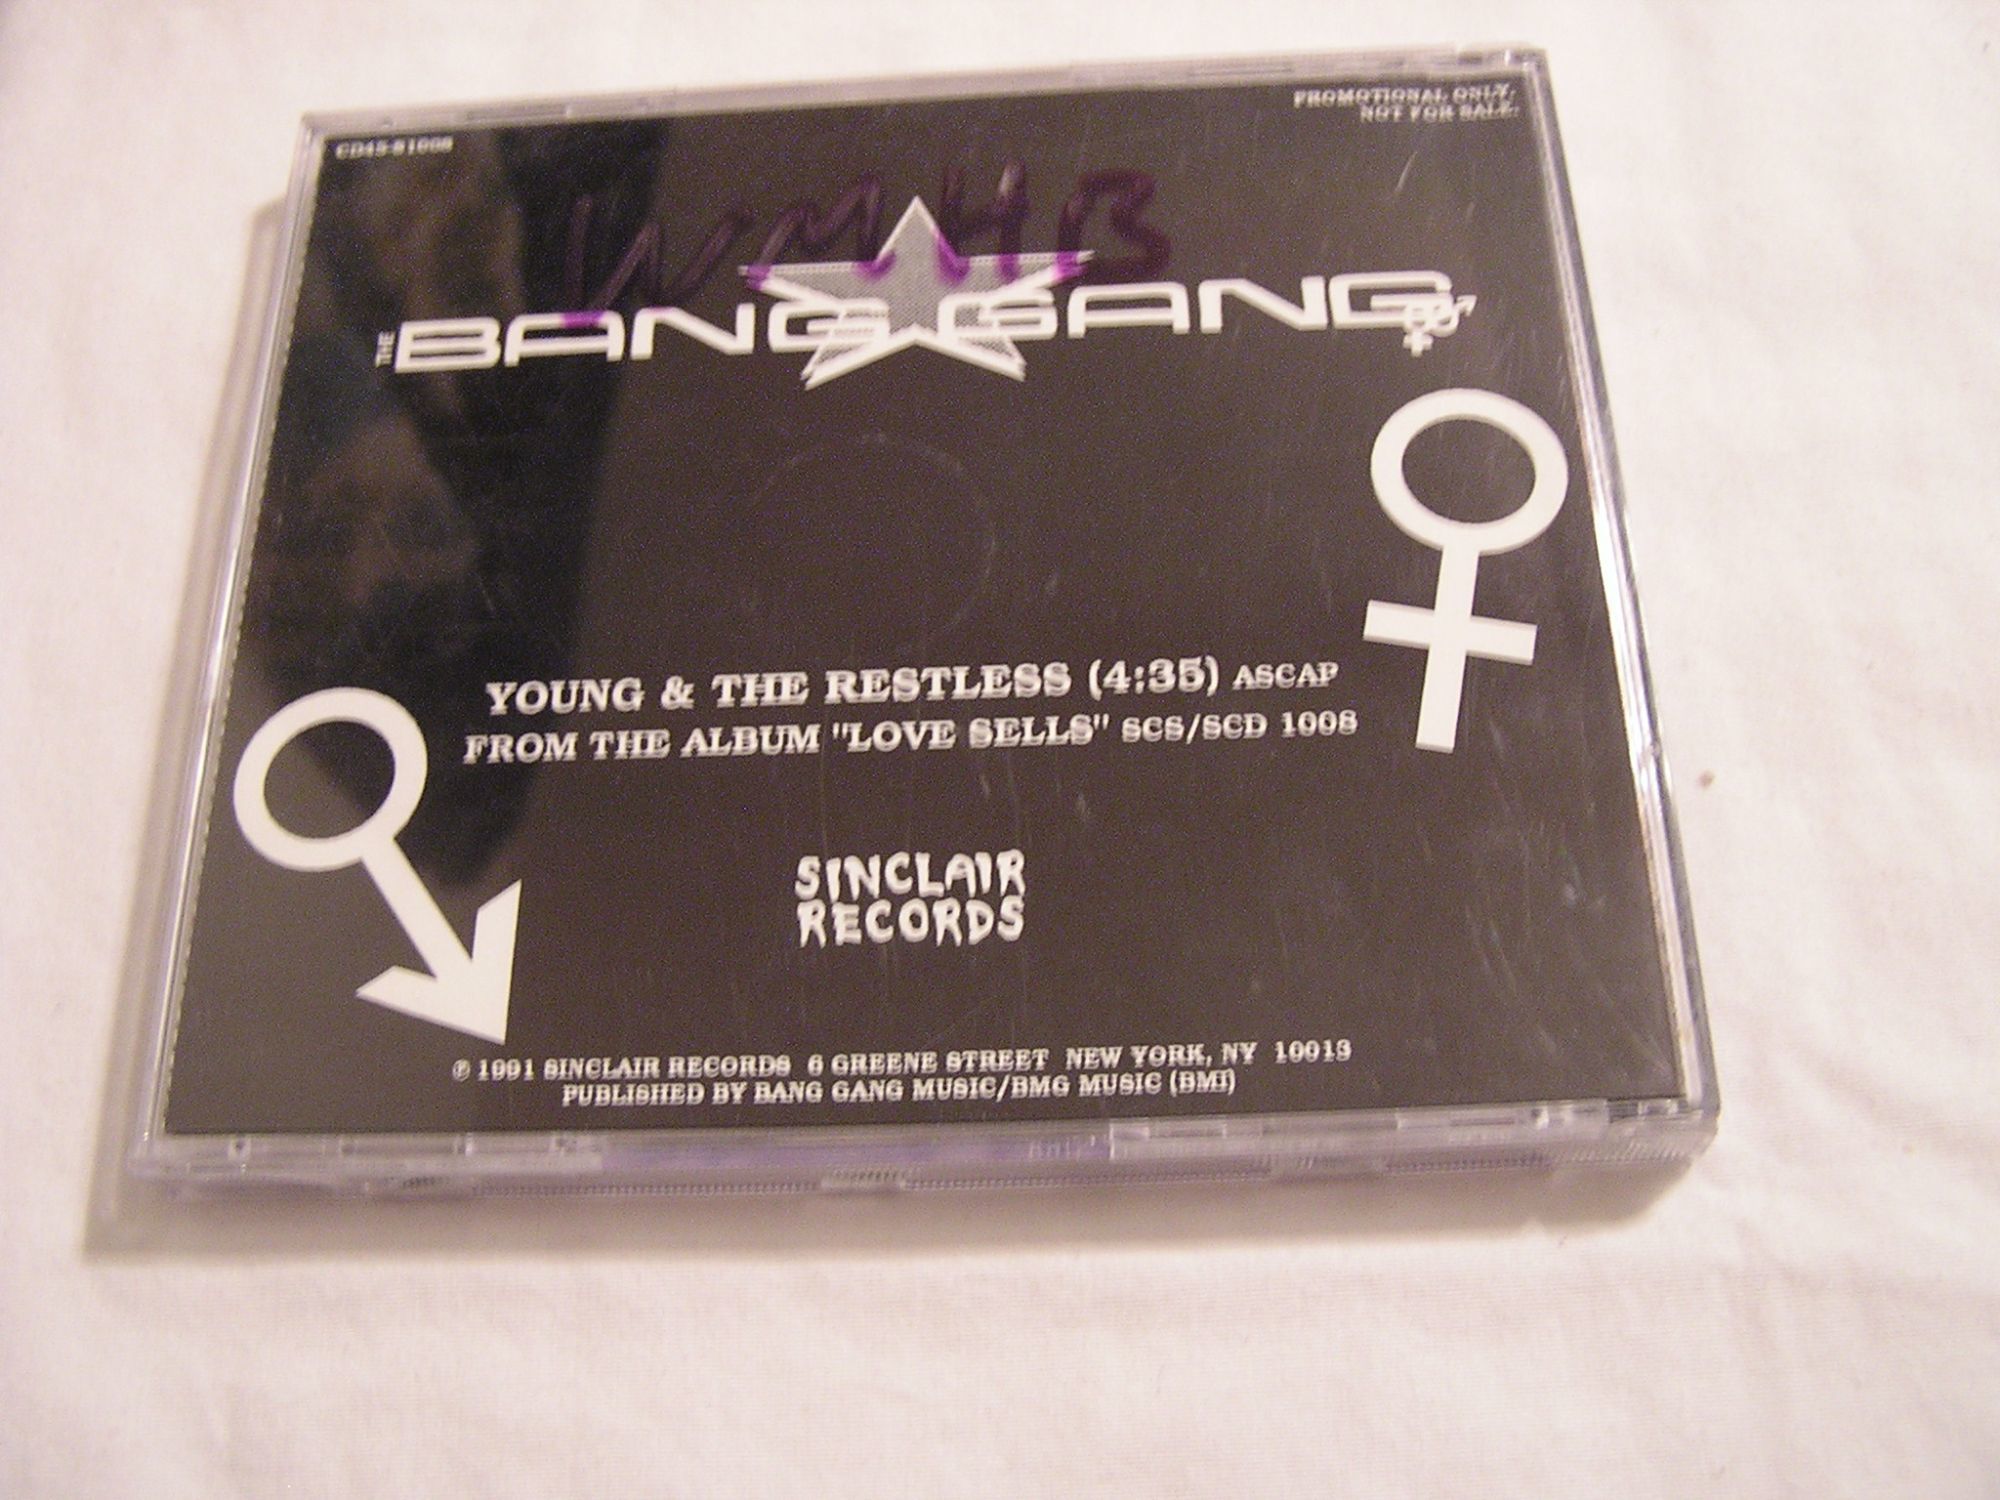 CD45-81008
PROMOTIONAL ONLY.
NOT FOR SALE.
WMHB
THE BANG GANG
YOUNG & THE RESTLESS (4:35) ASCAP
FROM THE ALBUM "LOVE SELLS" SCS/SCD 1008
SINCLAIR
RECORDS
℗ 1991 SINCLAIR RECORDS 6 GREENE STREET NEW YORK, NY 10013
PUBLISHED BY BANG GANG MUSIC/BMG MUSIC (BMI)